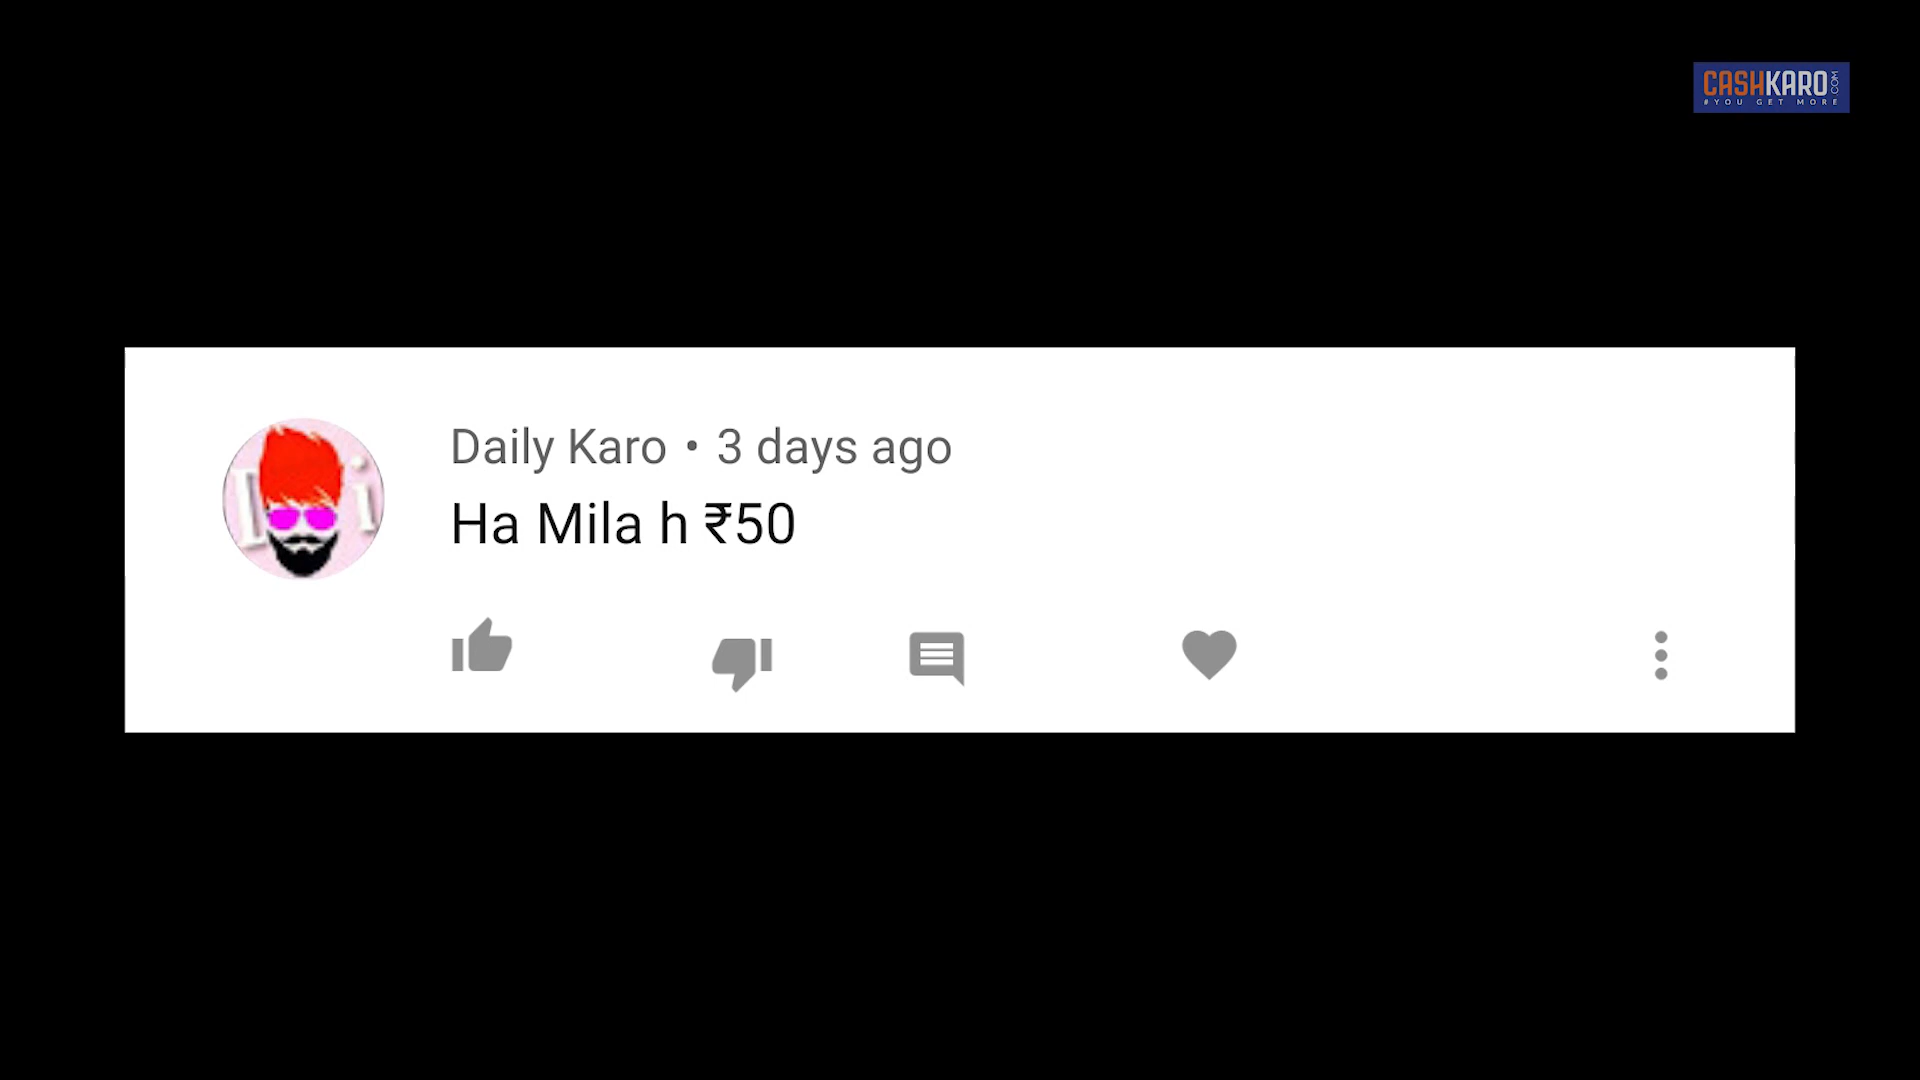 CASHKARO.COM
#YOU GET MORE
Daily Karo • 3 days ago
Ha Mila h ₹50